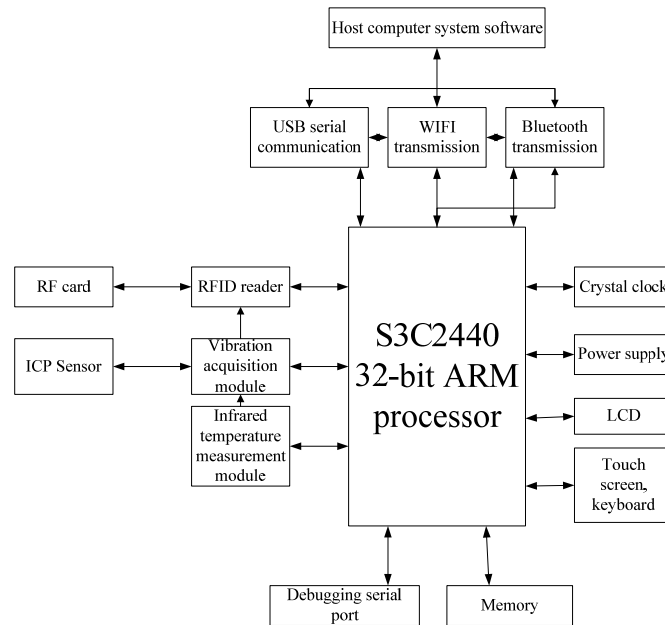 Host computer system software
USB serial
communication
WIFI
transmission
Bluetooth
transmission
RF card
RFID reader
Crystal clock
S3C2440
32-bit ARM
processor
ICP Sensor
Vibration
acquisition
module
Power supply
Infrared
temperature
measurement
module
LCD
Touch
screen,
keyboard
Debugging serial
port
Memory